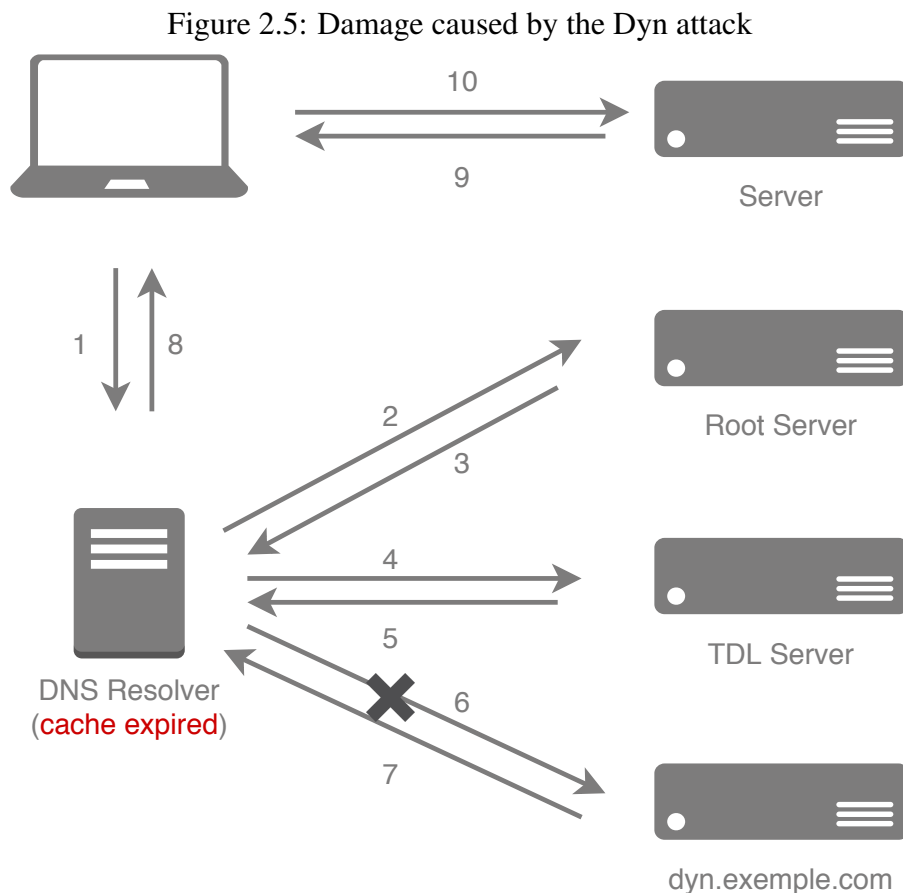 Figure 2.5: Damage caused by the Dyn attack
10
9
Server
1
8
2
3
Root Server
4
5
TDL Server
DNS Resolver
(cache expired)
6
7
dyn.exemple.com